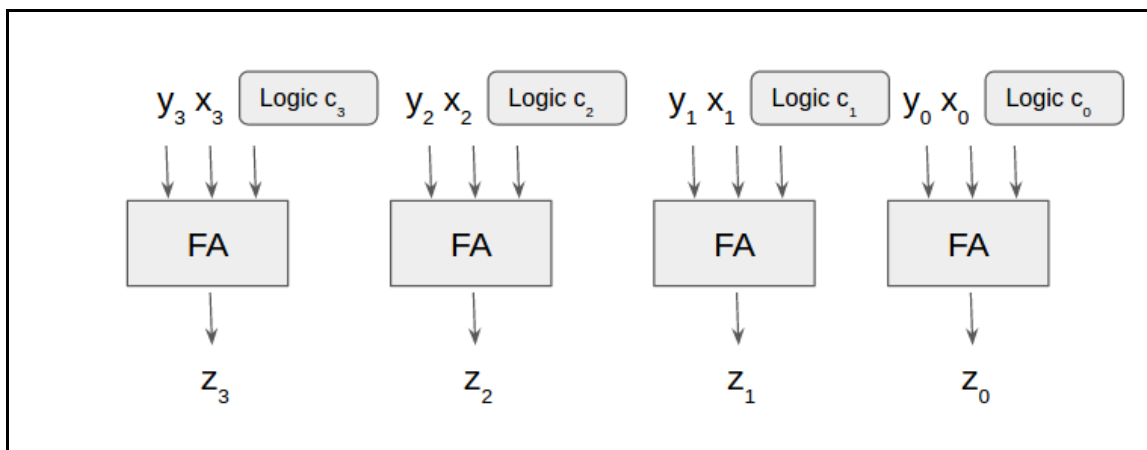 y₃ x₃ Logic c₃ y₂ x₂ Logic c₂ y₁ x₁ Logic c₁ y₀ x₀ Logic c₀
FA FA FA FA
z₃ z₂ z₁ z₀